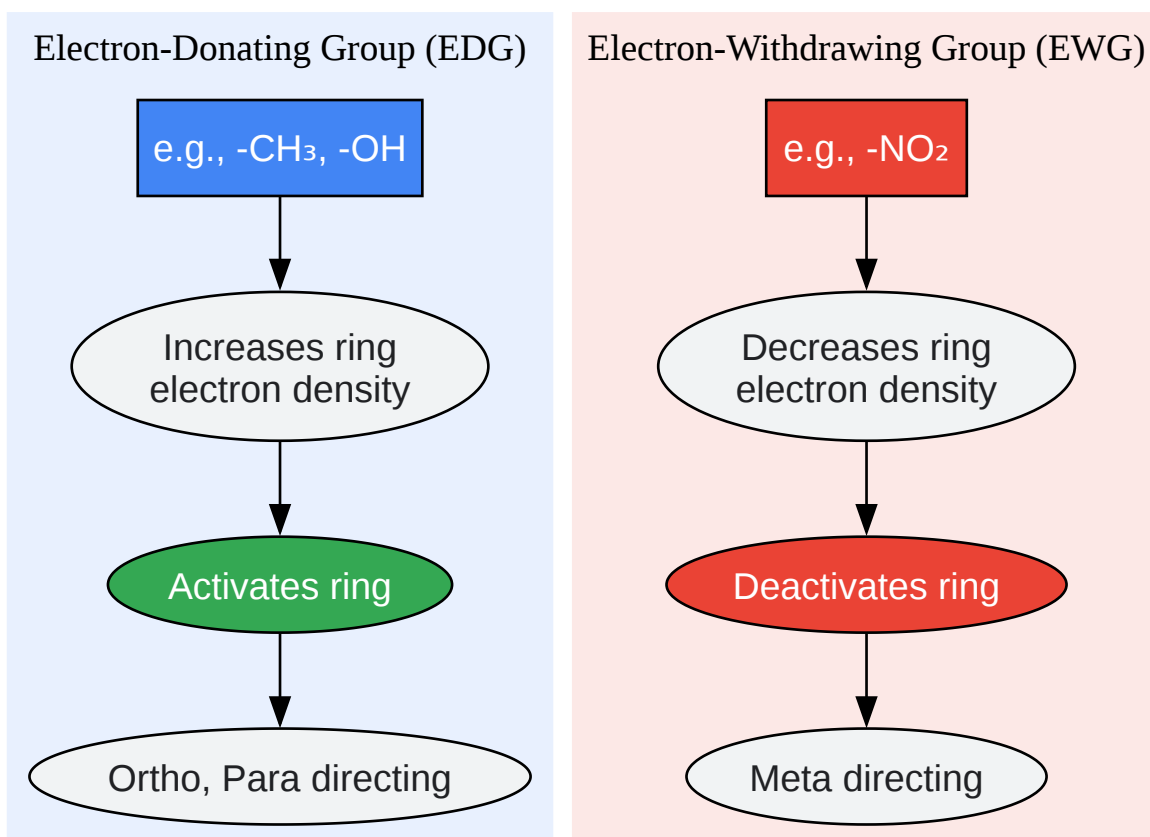 Electron-Donating Group (EDG)
e.g., -CH₃, -OH
Increases ring
electron density
Activates ring
Ortho, Para directing
Electron-Withdrawing Group (EWG)
e.g., -NO₂
Decreases ring
electron density
Deactivates ring
Meta directing